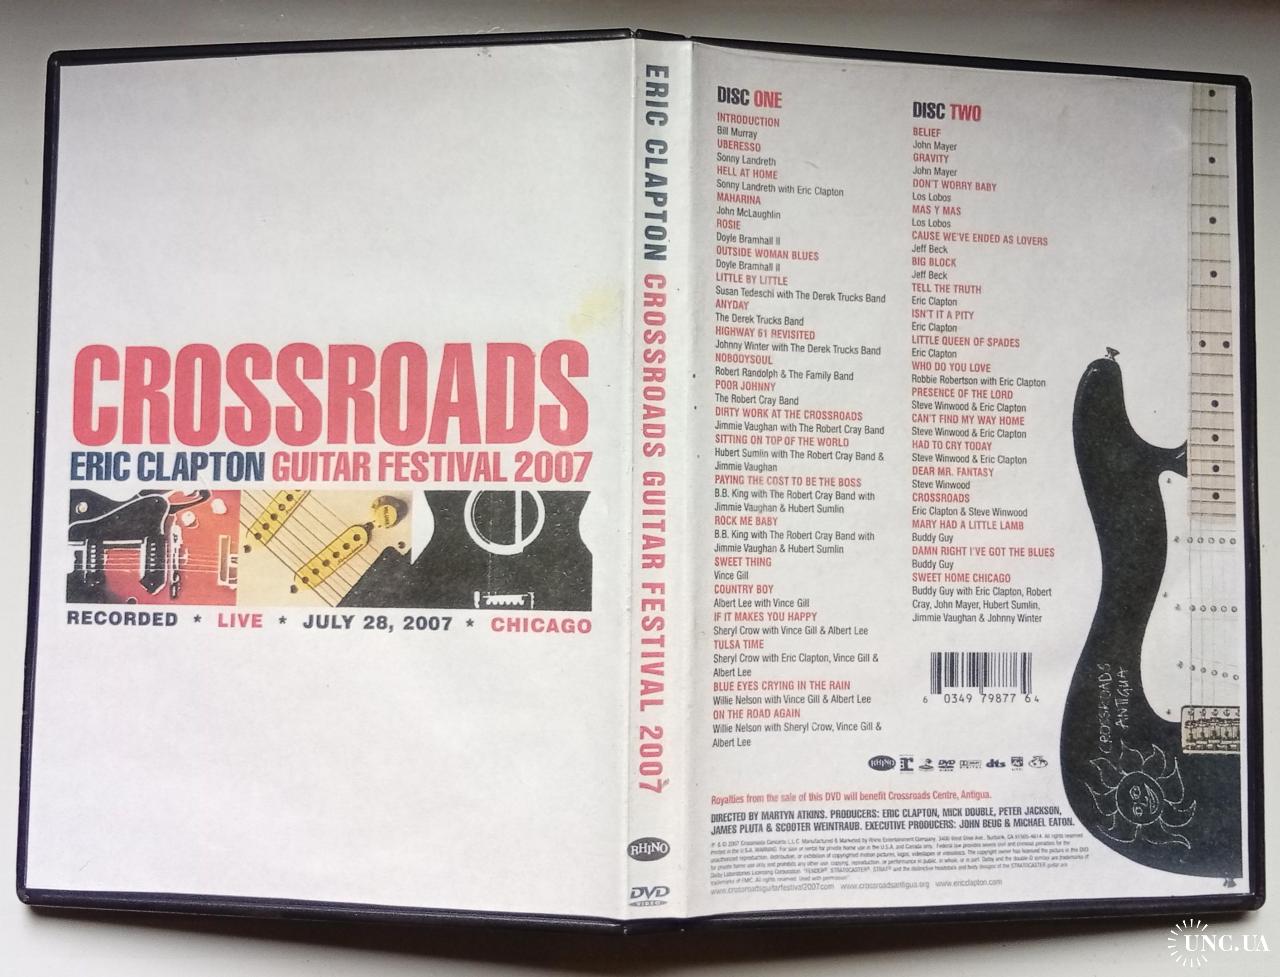 CROSSROADS
ERIC CLAPTON GUITAR FESTIVAL 2007
RECORDED * LIVE * JULY 28, 2007 * CHICAGO
ERIC CLAPTON CROSSROADS GUITAR FESTIVAL 2007
RHINO
DVD
VIDEO
DISC ONE
INTRODUCTION
Bill Murray
UBERESSO
Sonny Landreth
HELL AT HOME
Sonny Landreth with Eric Clapton
MAHARINA
John McLaughlin
ROSIE
Doyle Bramhall II
OUTSIDE WOMAN BLUES
Doyle Bramhall II
LITTLE BY LITTLE
Susan Tedeschi with The Derek Trucks Band
ANYDAY
The Derek Trucks Band
HIGHWAY 61 REVISITED
Johnny Winter with The Derek Trucks Band
NOBODYSOUL
Robert Randolph & The Family Band
POOR JOHNNY
The Robert Cray Band
DIRTY WORK AT THE CROSSROADS
Jimmie Vaughan with The Robert Cray Band
SITTING ON TOP OF THE WORLD
Hubert Sumlin with The Robert Cray Band &
Jimmie Vaughan
PAYING THE COST TO BE THE BOSS
B.B. King with The Robert Cray Band with
Jimmie Vaughan & Hubert Sumlin
ROCK ME BABY
B.B. King with The Robert Cray Band with
Jimmie Vaughan & Hubert Sumlin
SWEET THING
Vince Gill
COUNTRY BOY
Albert Lee with Vince Gill
IF IT MAKES YOU HAPPY
Sheryl Crow with Vince Gill & Albert Lee
TULSA TIME
Sheryl Crow with Eric Clapton, Vince Gill &
Albert Lee
BLUE EYES CRYING IN THE RAIN
Willie Nelson with Vince Gill & Albert Lee
ON THE ROAD AGAIN
Willie Nelson with Sheryl Crow, Vince Gill &
Albert Lee
DISC TWO
BELIEF
John Mayer
GRAVITY
John Mayer
DON'T WORRY BABY
Los Lobos
MAS Y MAS
Los Lobos
CAUSE WE'VE ENDED AS LOVERS
Jeff Beck
BIG BLOCK
Jeff Beck
TELL THE TRUTH
Eric Clapton
ISN'T IT A PITY
Eric Clapton
LITTLE QUEEN OF SPADES
Eric Clapton
WHO DO YOU LOVE
Robbie Robertson with Eric Clapton
PRESENCE OF THE LORD
Steve Winwood & Eric Clapton
CAN'T FIND MY WAY HOME
Steve Winwood & Eric Clapton
HAD TO CRY TODAY
Steve Winwood & Eric Clapton
DEAR MR. FANTASY
Steve Winwood
CROSSROADS
Eric Clapton & Steve Winwood
MARY HAD A LITTLE LAMB
Buddy Guy
DAMN RIGHT I'VE GOT THE BLUES
Buddy Guy
SWEET HOME CHICAGO
Buddy Guy with Eric Clapton, Robert
Cray, John Mayer, Hubert Sumlin,
Jimmie Vaughan & Johnny Winter
6 0349 79877 6 4
CROSSROADS
ANTIGUA
RHINO
DVD
dts
Royalties from the sale of this DVD will benefit Crossroads Centre, Antigua.
DIRECTED BY MARTYN ATKINS. PRODUCERS: ERIC CLAPTON, MICK DOUBLE, PETER JACKSON,
JAMES PLUTA & SCOOTER WEINTRAUB. EXECUTIVE PRODUCERS: JOHN BEUG & MICHAEL EATON.
www.crossroadsguitarfestival2007.com www.crossroadsantigua.org www.ericclapton.com
UNC.UA